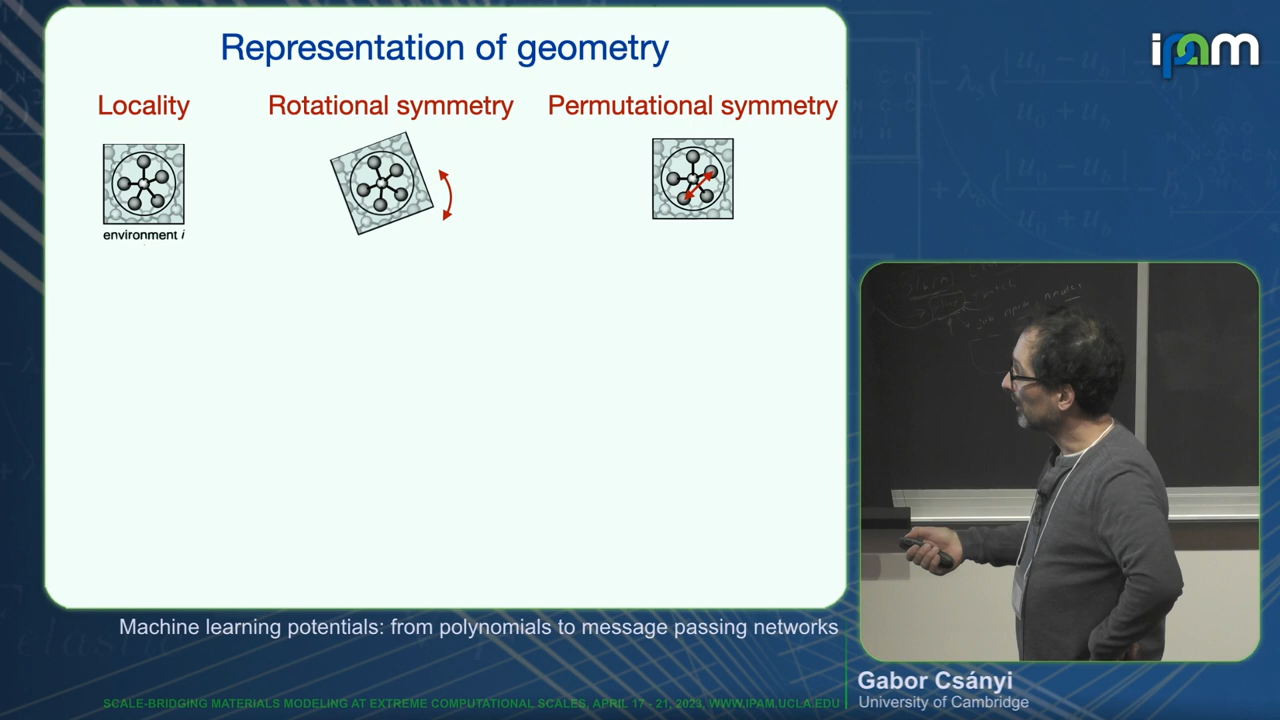 Representation of geometry
Locality
Rotational symmetry
Permutational symmetry
environment i
ipam
Machine learning potentials: from polynomials to message passing networks
Gabor Csányi
University of Cambridge
SCALE-BRIDGING MATERIALS MODELING AT EXTREME COMPUTATIONAL SCALES, APRIL 17 - 21, 2023, WWW.IPAM.UCLA.EDU